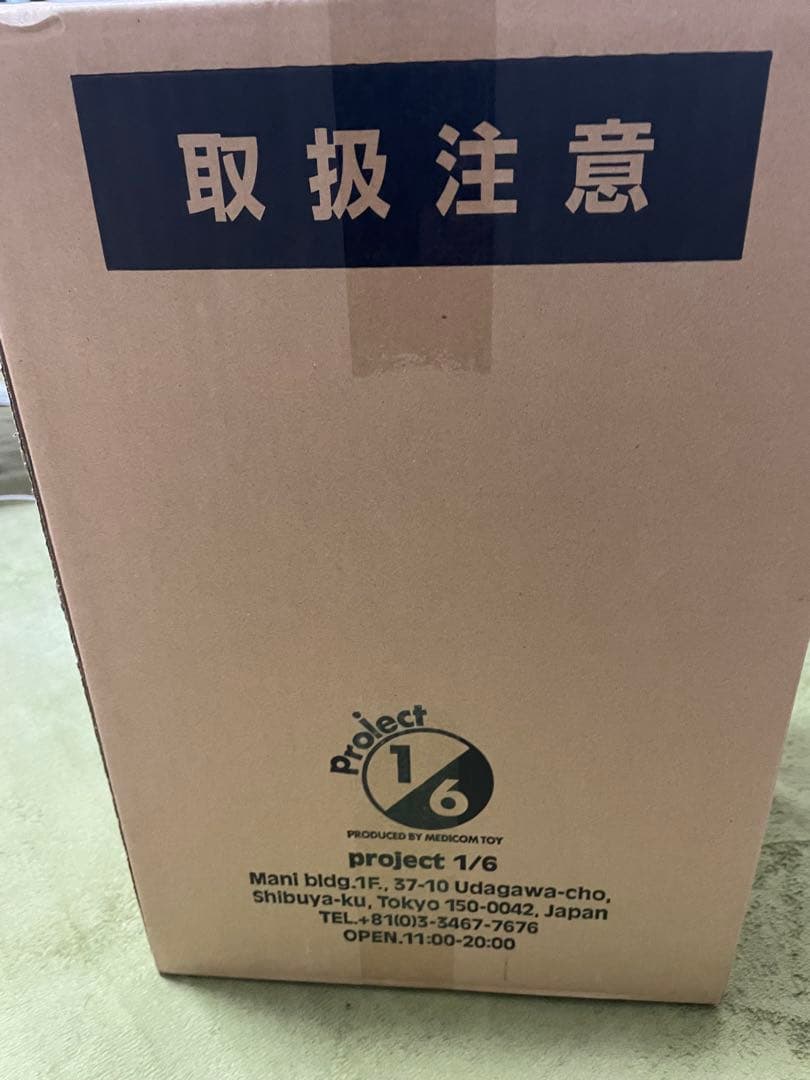 取扱注意
project
1/6
PRODUCED BY MEDICOM TOY
project 1/6
Mani bldg.1F., 37-10 Udagawa-cho,
Shibuya-ku, Tokyo 150-0042, Japan
TEL.+81(0)3-3467-7676
OPEN.11:00-20:00